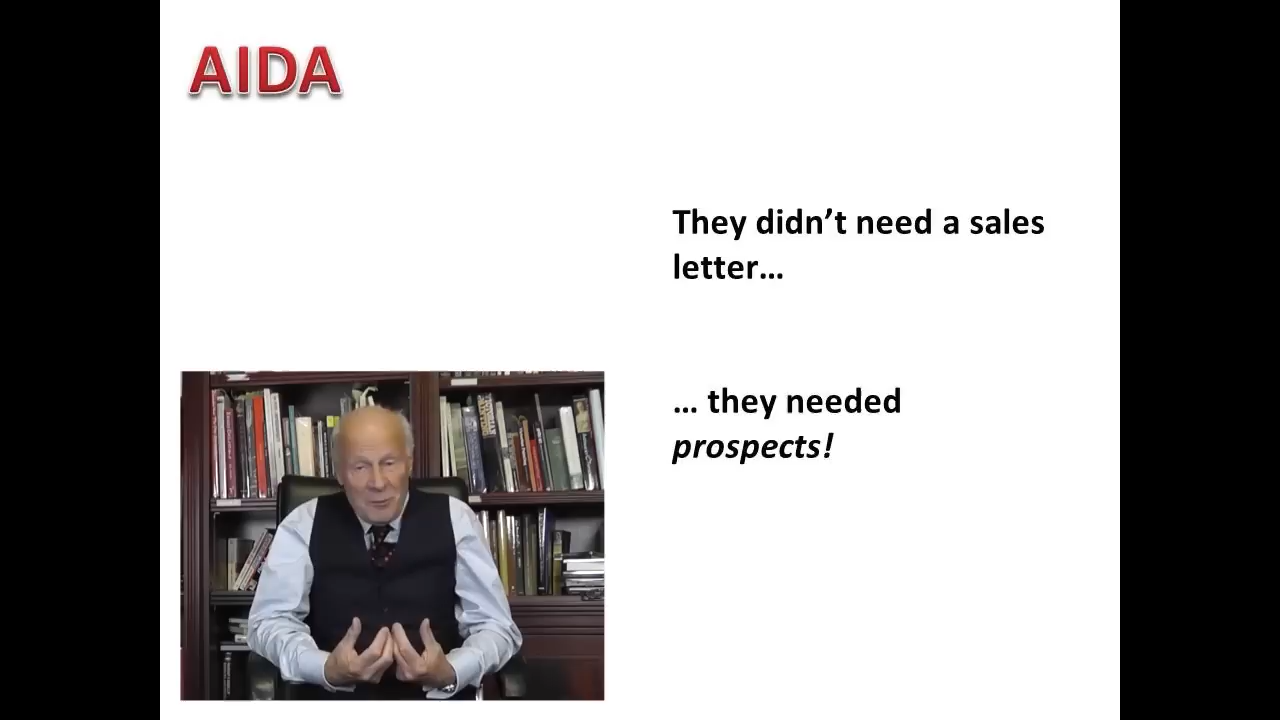 AIDA
They didn’t need a sales
letter…
… they needed
prospects!